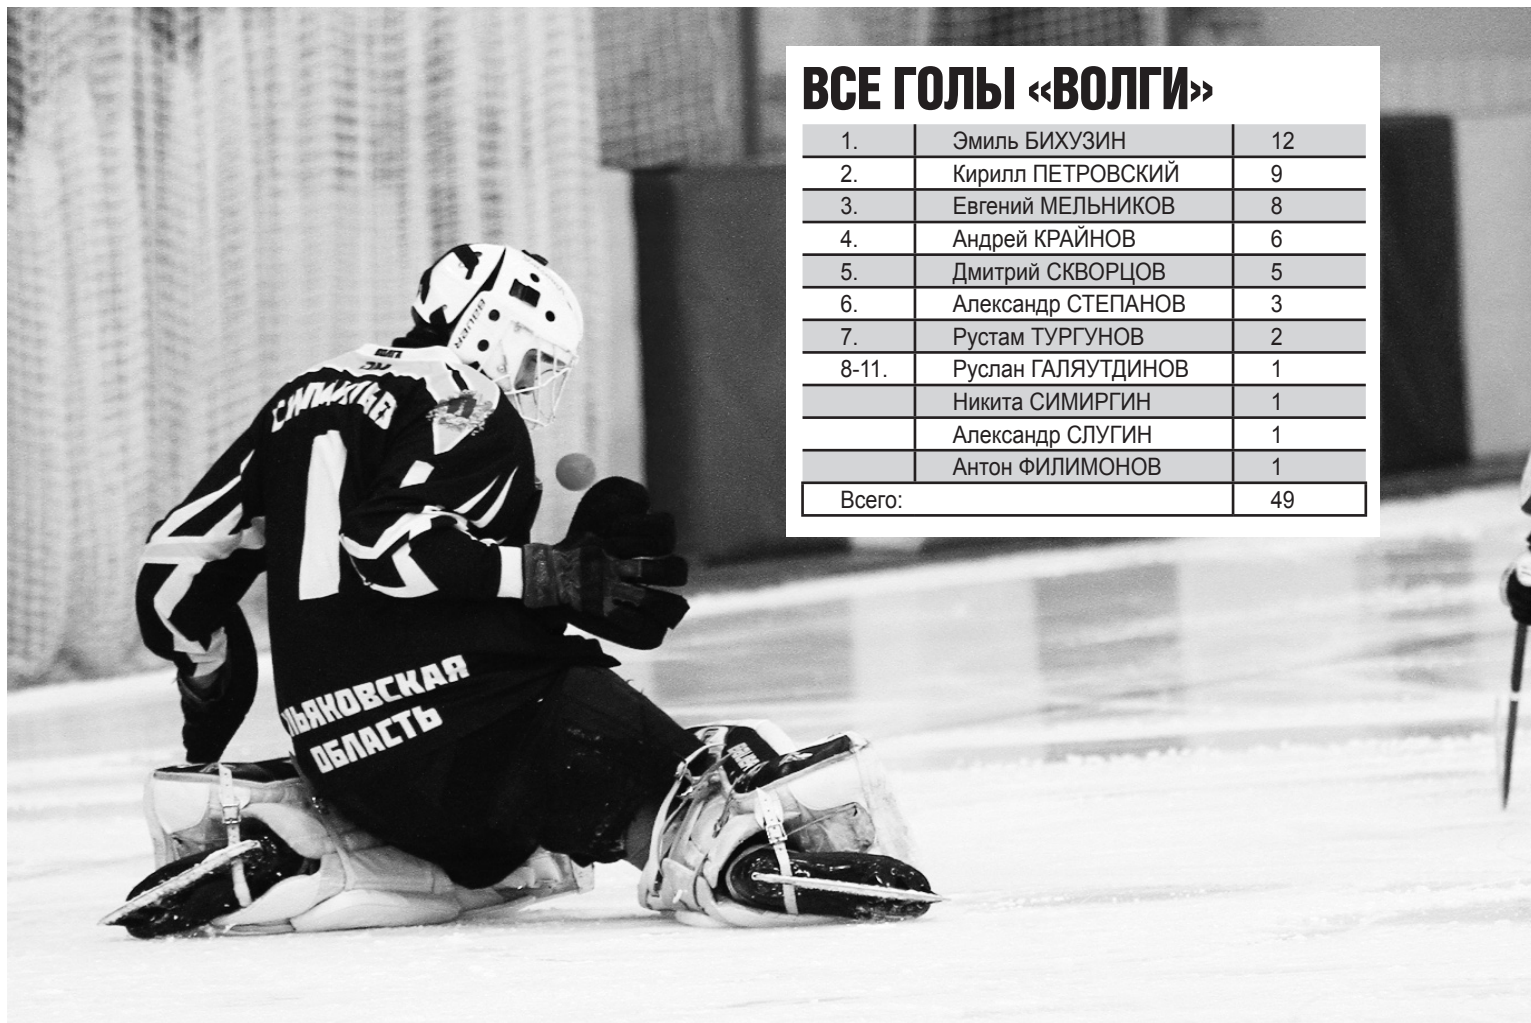 ВСЕ ГОЛЫ «ВОЛГИ»
1. Эмиль БИХУЗИН 12
2. Кирилл ПЕТРОВСКИЙ 9
3. Евгений МЕЛЬНИКОВ 8
4. Андрей КРАЙНОВ 6
5. Дмитрий СКВОРЦОВ 5
6. Александр СТЕПАНОВ 3
7. Рустам ТУРГУНОВ 2
8-11. Руслан ГАЛЯУТДИНОВ 1
Никита СИМИРГИН 1
Александр СЛУГИН 1
Антон ФИЛИМОНОВ 1
Всего: 49
BAUER
1
ЛЬЯНОВСКАЯ
ОБЛАСТЬ